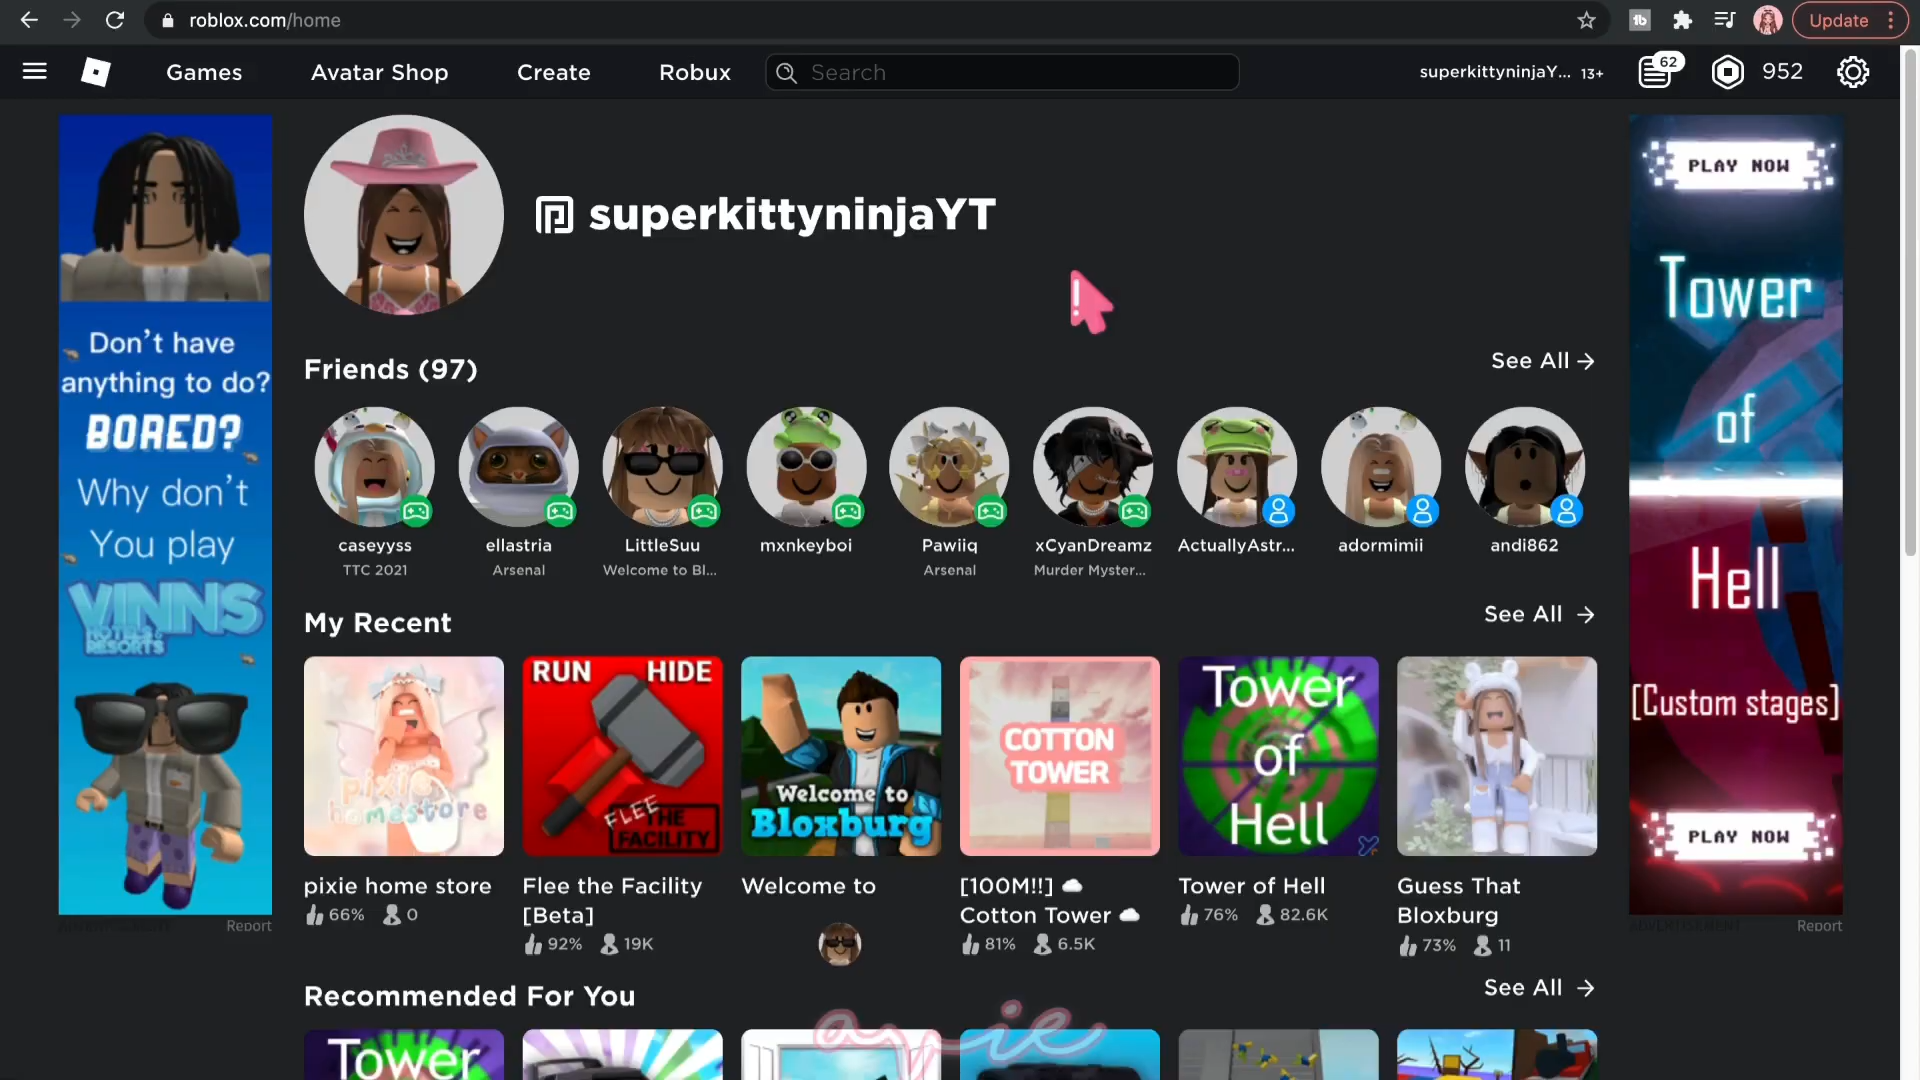 roblox.com/home
Update
Games
Avatar Shop
Create
Robux
Search
superkittyninjaY... 13+
62
952
superkittyninjaYT
Don't have
anything to do?
BORED?
Why don't
You play
VINNS
HOTELS &
RESORTS
Report
PLAY NOW
Tower
of
Hell
[Custom stages]
PLAY NOW
ADVERTISEMENT
Report
Friends (97)
See All →
caseyyss
TTC 2021
ellastria
Arsenal
LittleSuu
Welcome to Bl...
mxnkeyboi
Pawiiq
Arsenal
xCyanDreamz
Murder Myster...
ActuallyAstr...
adormimii
andi862
My Recent
See All →
pixie
homestore
RUN HIDE
FLEE
THE
FACILITY
Welcome to
Bloxburg
COTTON
TOWER
Tower
of
Hell
pixie home store
66% 0
Flee the Facility
[Beta]
92% 19K
Welcome to
[100M!!] ☁
Cotton Tower ☁
81% 6.5K
Tower of Hell
76% 82.6K
Guess That
Bloxburg
73% 11
Recommended For You
See All →
Tower